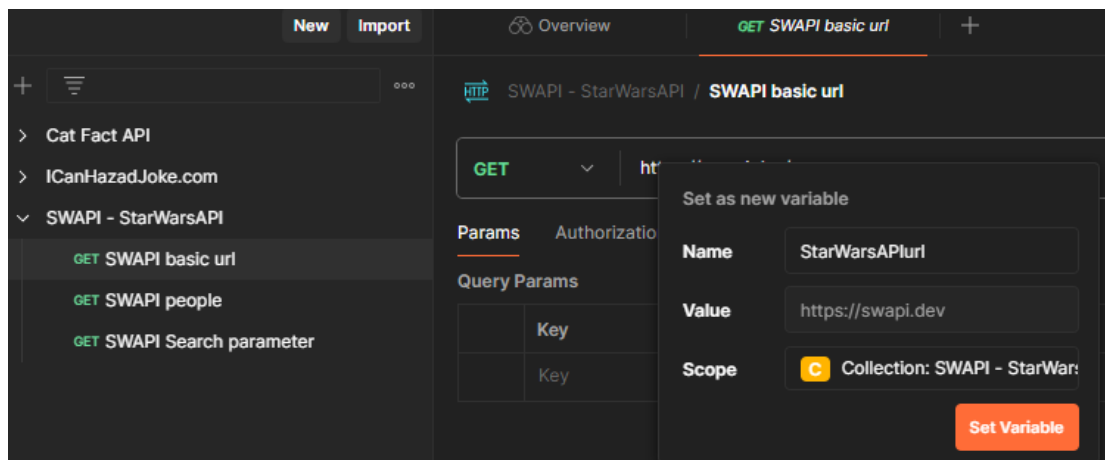 New Import
Overview
GET SWAPI basic url
HTTP SWAPI - StarWarsAPI / SWAPI basic url
Cat Fact API
ICanHazadJoke.com
SWAPI - StarWarsAPI
GET SWAPI basic url
GET SWAPI people
GET SWAPI Search parameter
GET
Params
Query Params
Key
Key
Set as new variable
Name StarWarsAPIurl
Value https://swapi.dev
Scope C Collection: SWAPI - StarWars
Set Variable